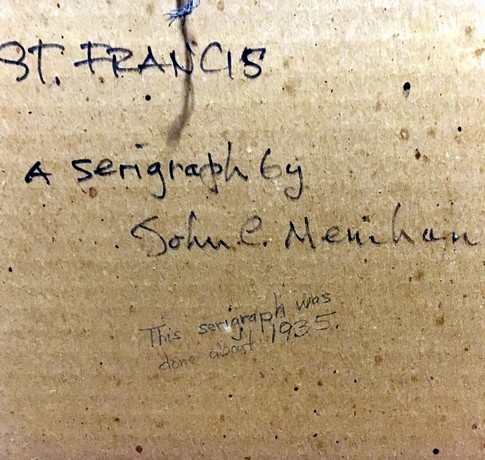 ST. FRANCIS
A serigraph by
John C. Menihan
This serigraph was
done about 1935.